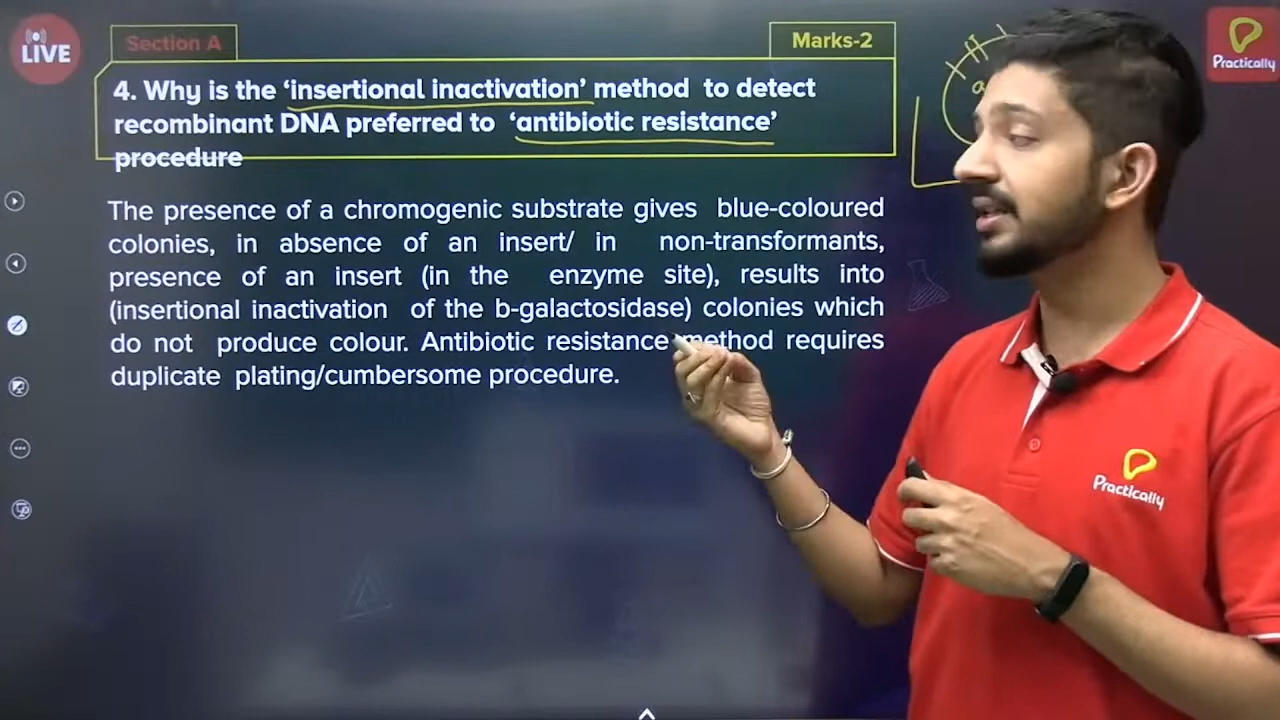 LIVE
Section A
Marks-2
Practically
4. Why is the ‘insertional inactivation’ method to detect
recombinant DNA preferred to ‘antibiotic resistance’
procedure
The presence of a chromogenic substrate gives blue-coloured
colonies, in absence of an insert/ in non-transformants,
presence of an insert (in the enzyme site), results into
(insertional inactivation of the b-galactosidase) colonies which
do not produce colour. Antibiotic resistance method requires
duplicate plating/cumbersome procedure.
Practically